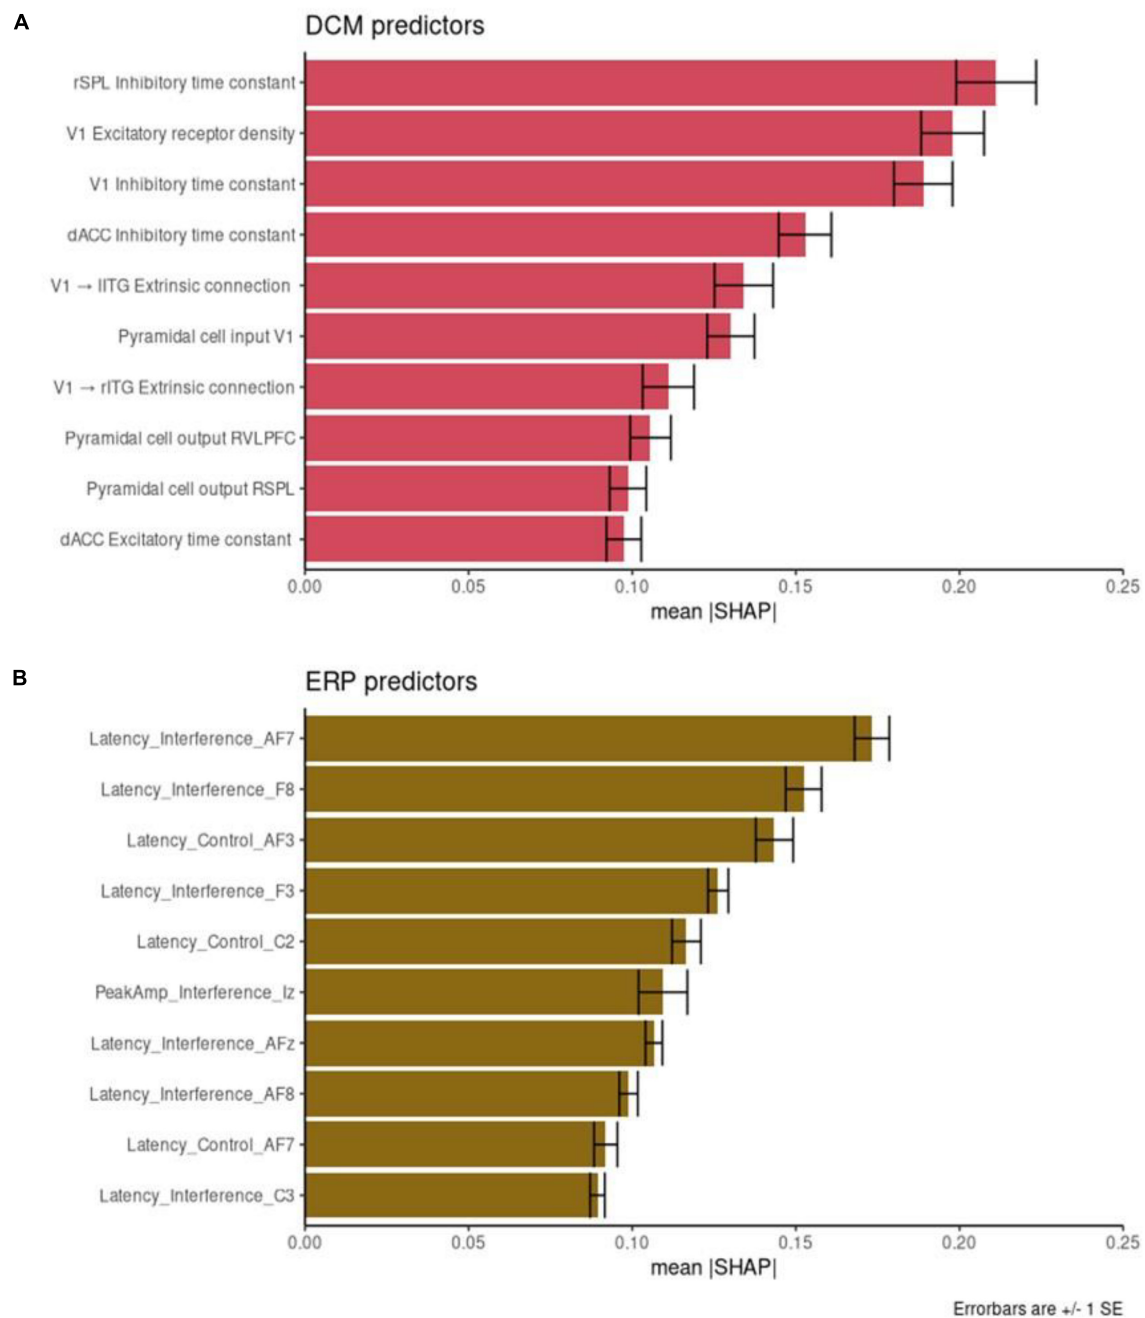 A
DCM predictors
rSPL Inhibitory time constant
V1 Excitatory receptor density
V1 Inhibitory time constant
dACC Inhibitory time constant
V1 → lITG Extrinsic connection
Pyramidal cell input V1
V1 → rITG Extrinsic connection
Pyramidal cell output RVLPFC
Pyramidal cell output RSPL
dACC Excitatory time constant
0.00 0.05 0.10 0.15 0.20 0.25
mean |SHAP|
B
ERP predictors
Latency_Interference_AF7
Latency_Interference_F8
Latency_Control_AF3
Latency_Interference_F3
Latency_Control_C2
PeakAmp_Interference_Iz
Latency_Interference_AFz
Latency_Interference_AF8
Latency_Control_AF7
Latency_Interference_C3
0.00 0.05 0.10 0.15 0.20 0.25
mean |SHAP|
Errorbars are +/- 1 SE